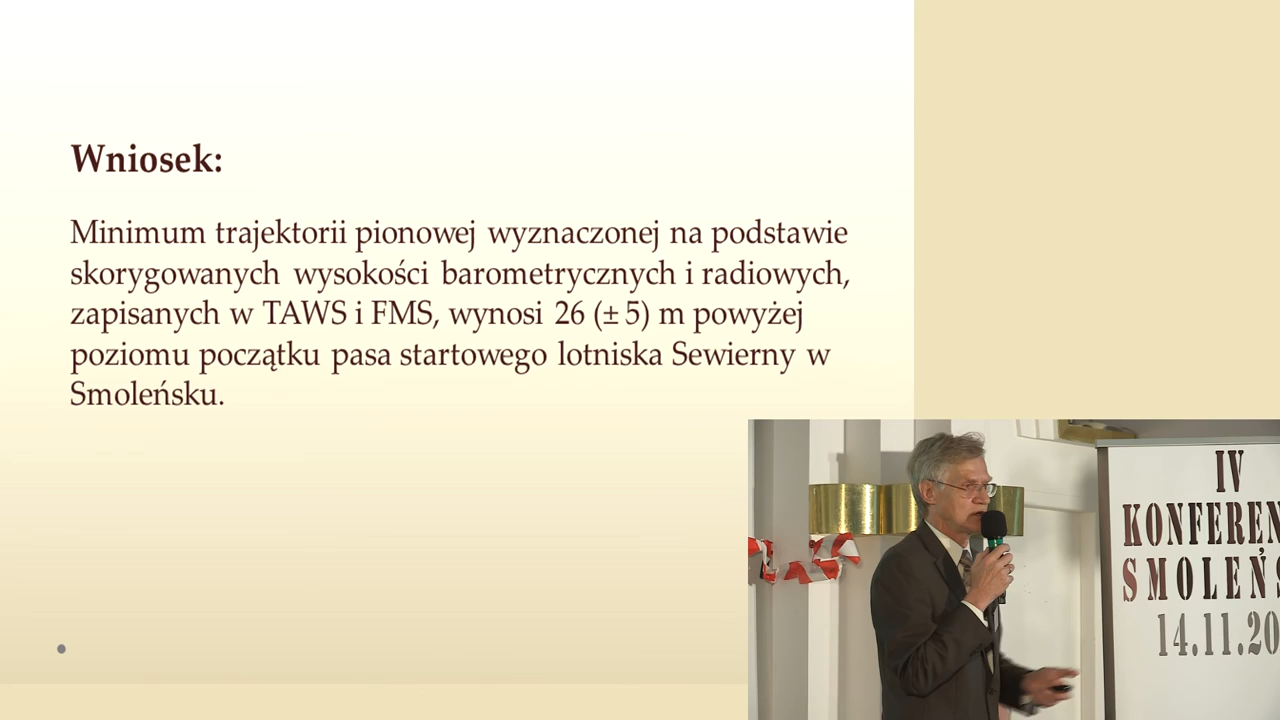 Wniosek:
Minimum trajektorii pionowej wyznaczonej na podstawie
skorygowanych wysokości barometrycznych i radiowych,
zapisanych w TAWS i FMS, wynosi 26 (± 5) m powyżej
poziomu początku pasa startowego lotniska Sewierny w
Smoleńsku.
IV
KONFEREN
SMOLEŃS
14.11.20